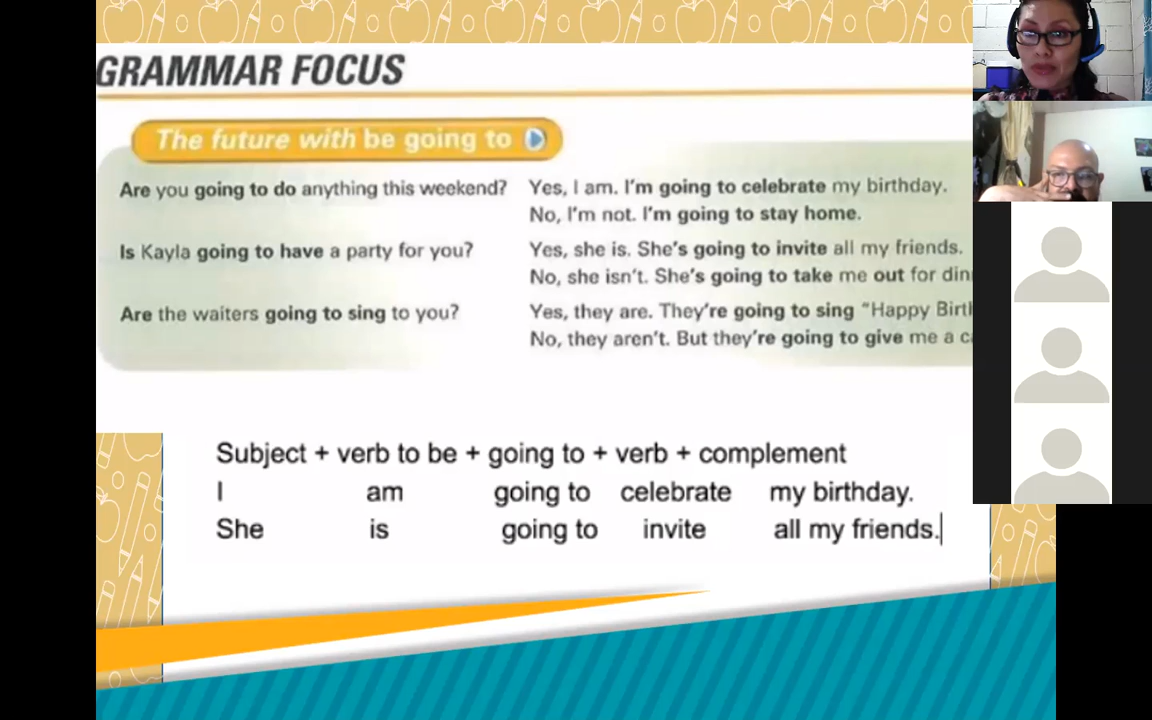 GRAMMAR FOCUS
The future with be going to
Are you going to do anything this weekend? Yes, I am. I'm going to celebrate my birthday.
No, I'm not. I'm going to stay home.
Is Kayla going to have a party for you? Yes, she is. She's going to invite all my friends.
No, she isn't. She's going to take me out for din
Are the waiters going to sing to you? Yes, they are. They're going to sing "Happy Birt
No, they aren't. But they're going to give me a c
Subject + verb to be + going to + verb + complement
I am going to celebrate my birthday.
She is going to invite all my friends.